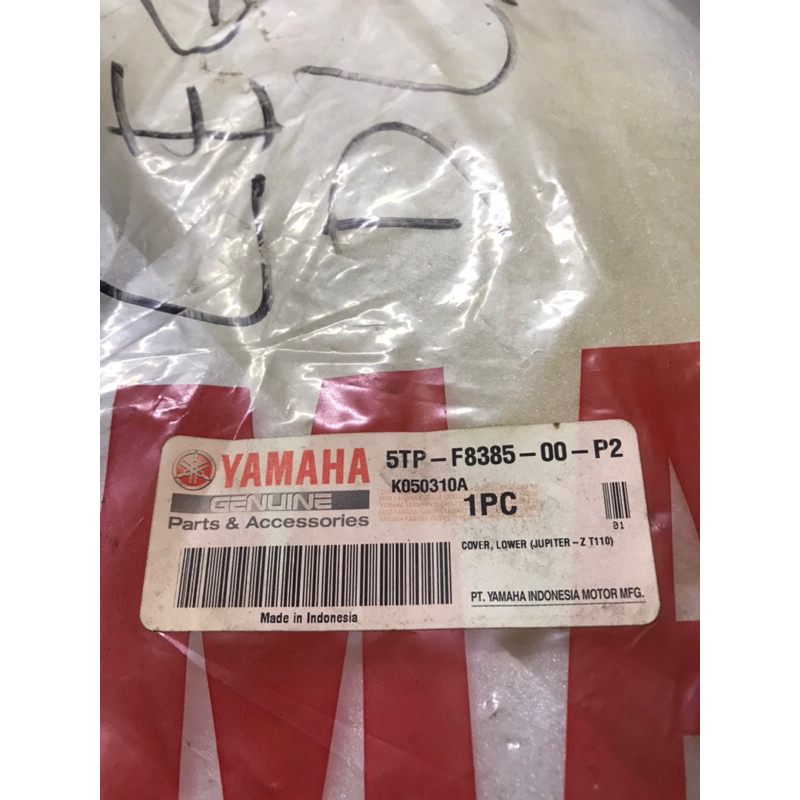 YAMAHA
GENUINE
Parts & Accessories
5TP-F8385-00-P2
K050310A
1PC
01
COVER, LOWER (JUPITER-Z T110)
PT. YAMAHA INDONESIA MOTOR MFG.
Made in Indonesia